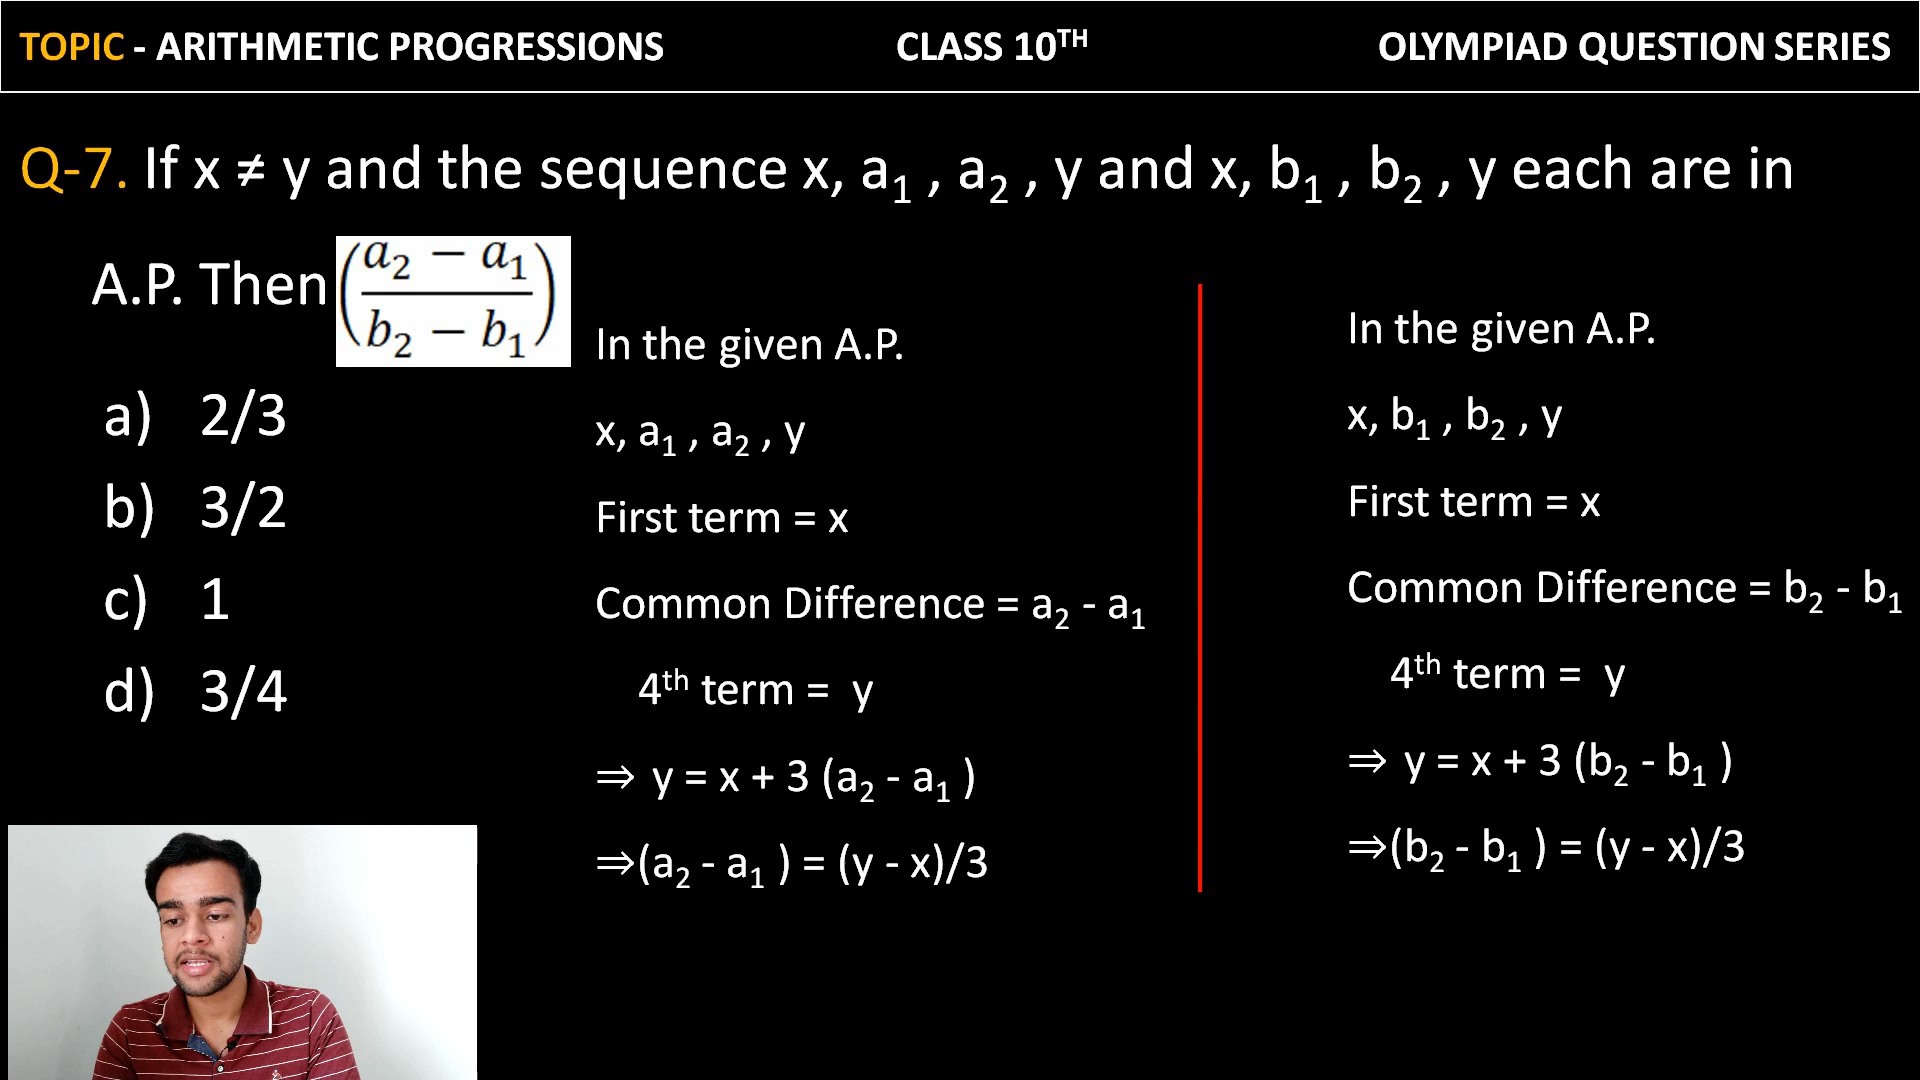 TOPIC - ARITHMETIC PROGRESSIONS CLASS 10TH OLYMPIAD QUESTION SERIES
Q-7. If x ≠ y and the sequence x, a₁ , a₂ , y and x, b₁ , b₂ , y each are in
A.P. Then (a₂ − a₁ / b₂ − b₁)
a) 2/3
b) 3/2
c) 1
d) 3/4
In the given A.P.
x, a₁ , a₂ , y
First term = x
Common Difference = a₂ - a₁
4th term = y
⇒ y = x + 3 (a₂ - a₁ )
⇒(a₂ - a₁ ) = (y - x)/3
In the given A.P.
x, b₁ , b₂ , y
First term = x
Common Difference = b₂ - b₁
4th term = y
⇒ y = x + 3 (b₂ - b₁ )
⇒(b₂ - b₁ ) = (y - x)/3